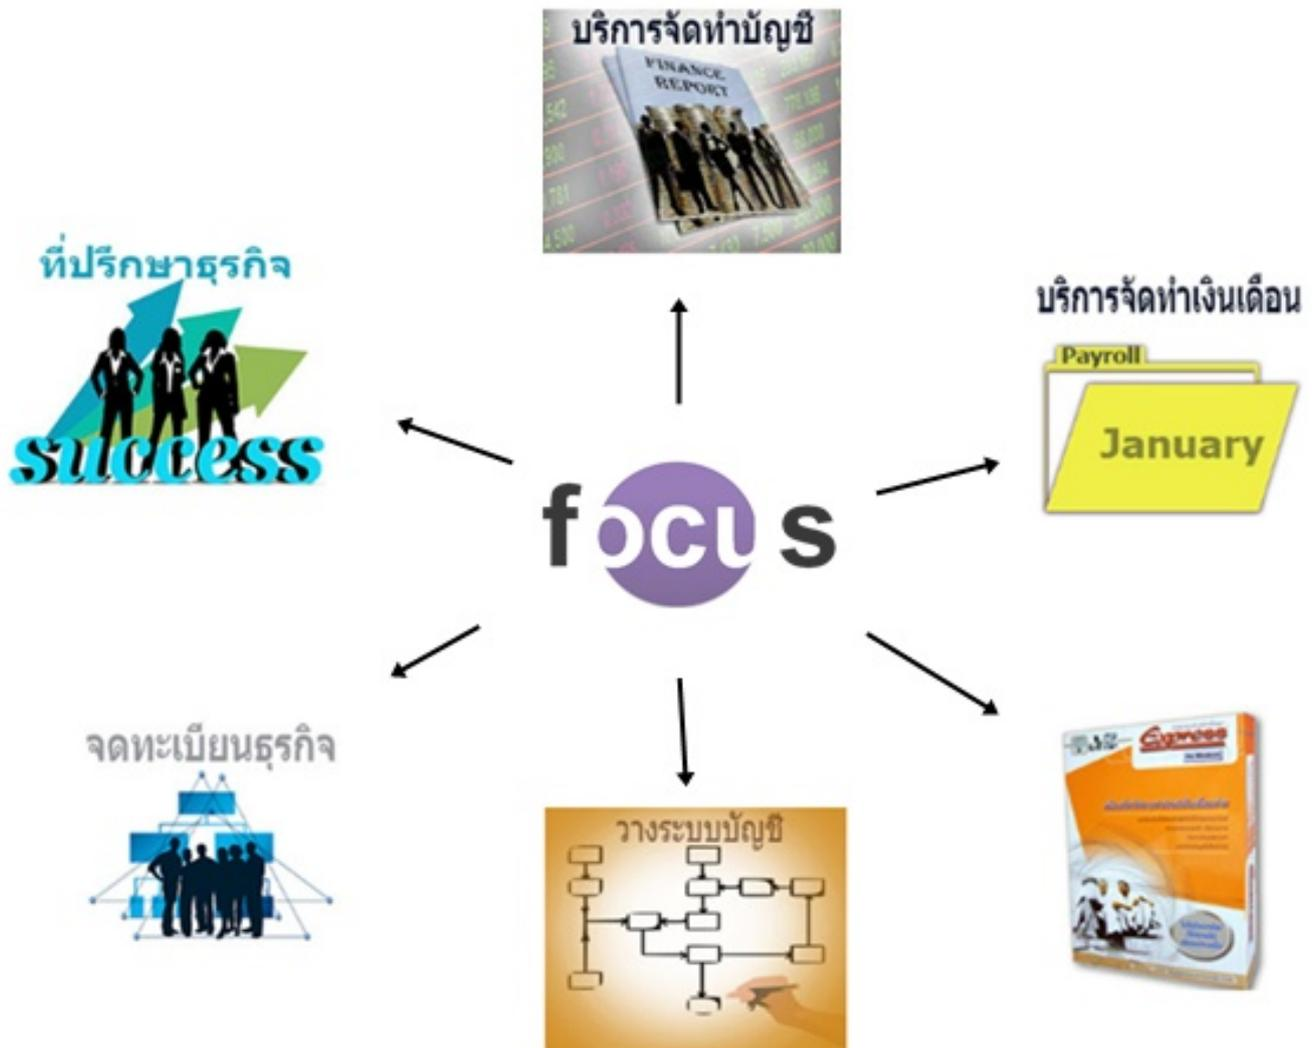 บริการจัดทำบัญชี
FINANCE
REPORT
ที่ปรึกษาธุรกิจ
success
บริการจัดทำเงินเดือน
Payroll
January
focus
จดทะเบียนธุรกิจ
วางระบบบัญชี
Express